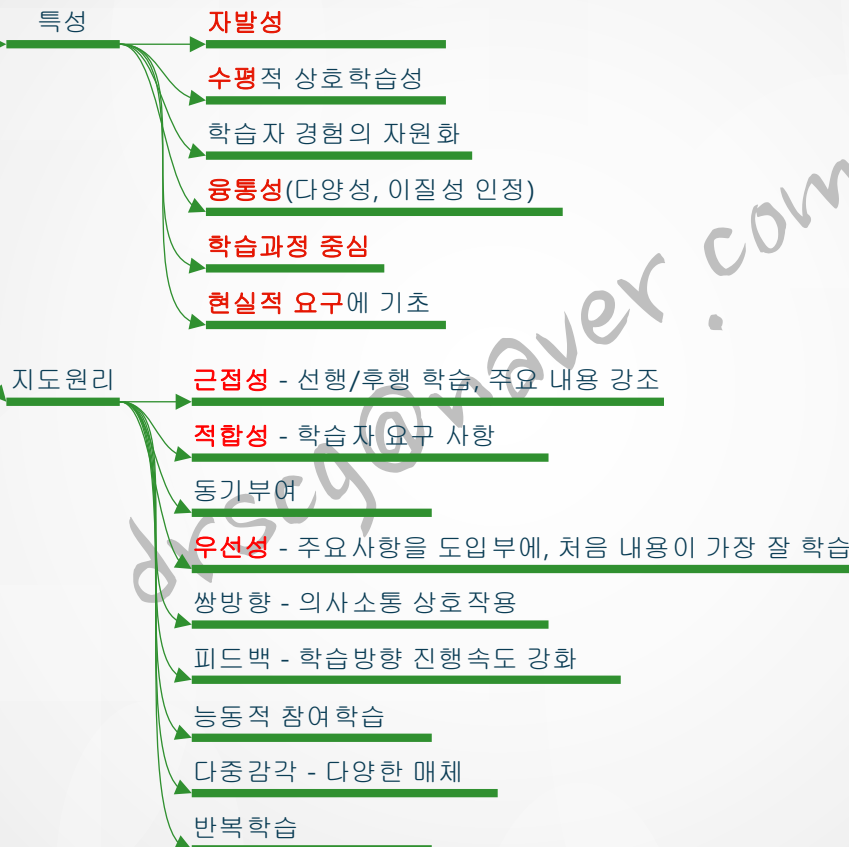 특성
자발성
수평적 상호학습성
학습자 경험의 자원화
융통성(다양성, 이질성 인정)
학습과정 중심
현실적 요구에 기초
지도원리
근접성 - 선행/후행 학습, 주요 내용 강조
적합성 - 학습자 요구 사항
동기부여
우선성 - 주요사항을 도입부에, 처음 내용이 가장 잘 학습
쌍방향 - 의사소통 상호작용
피드백 - 학습방향 진행속도 강화
능동적 참여학습
다중감각 - 다양한 매체
반복학습
drscg@naver.com